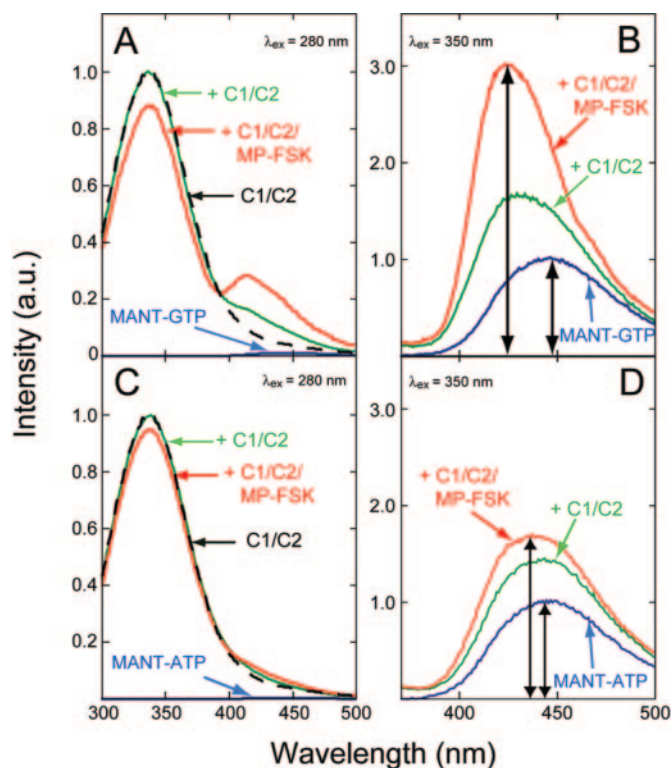 A
λex = 280 nm
1.0
0.8
0.6
0.4
0.2
0
+ C1/C2
+ C1/C2/
MP-FSK
C1/C2
MANT-GTP
B
λex = 350 nm
3.0
2.0
1.0
+ C1/C2/
MP-FSK
+ C1/C2
MANT-GTP
Intensity (a.u.)
C
λex = 280 nm
1.0
0.8
0.6
0.4
0.2
+ C1/C2
+ C1/C2/
MP-FSK
C1/C2
MANT-ATP
300 350 400 450 500
D
λex = 350 nm
3.0
2.0
1.0
+ C1/C2/
MP-FSK
+ C1/C2
MANT-ATP
400 450 500
Wavelength (nm)